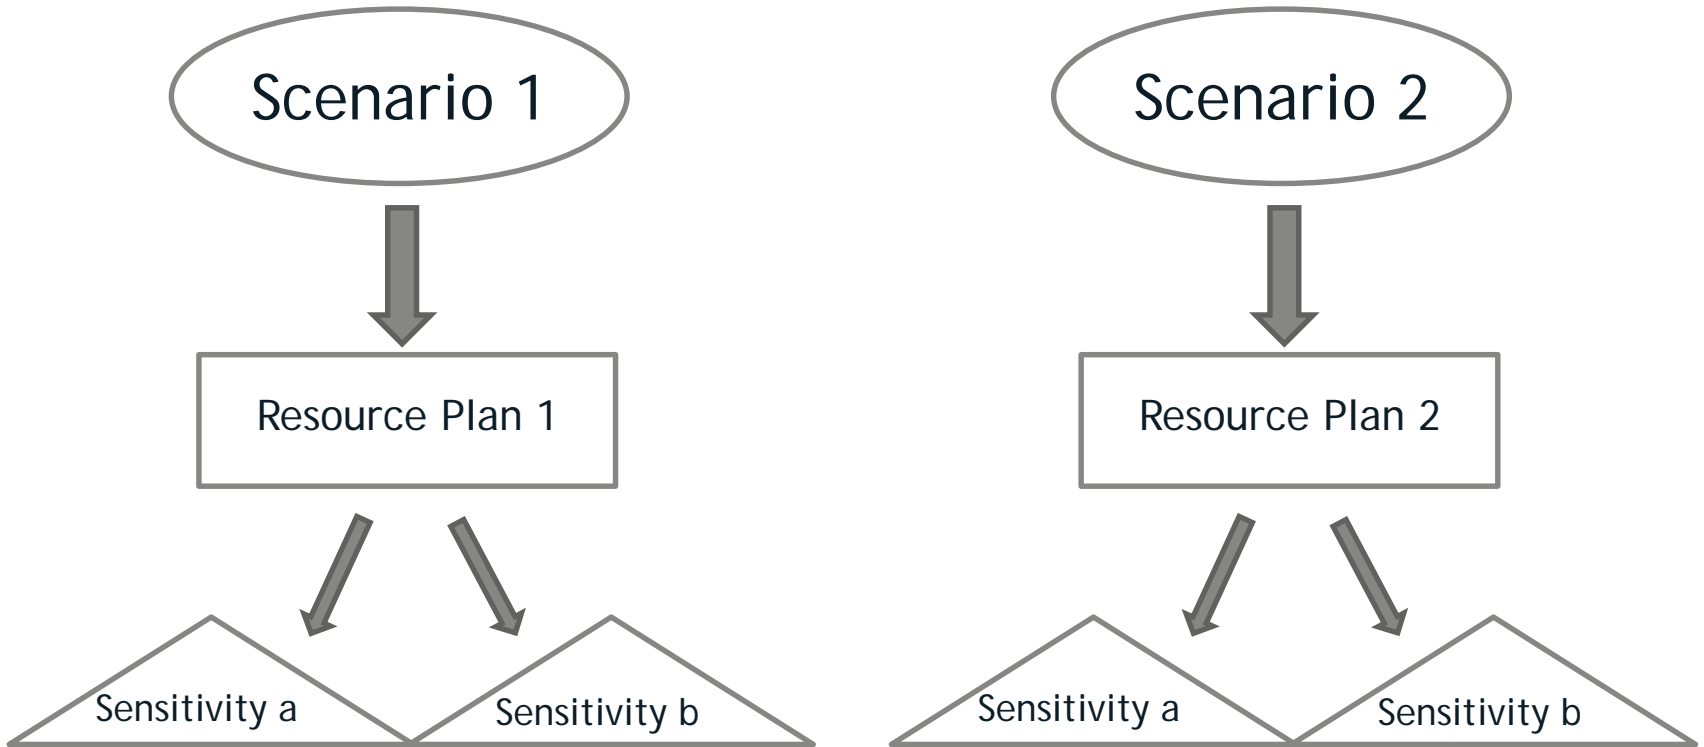 Scenario 1
Scenario 2
Resource Plan 1
Resource Plan 2
Sensitivity a
Sensitivity b
Sensitivity a
Sensitivity b